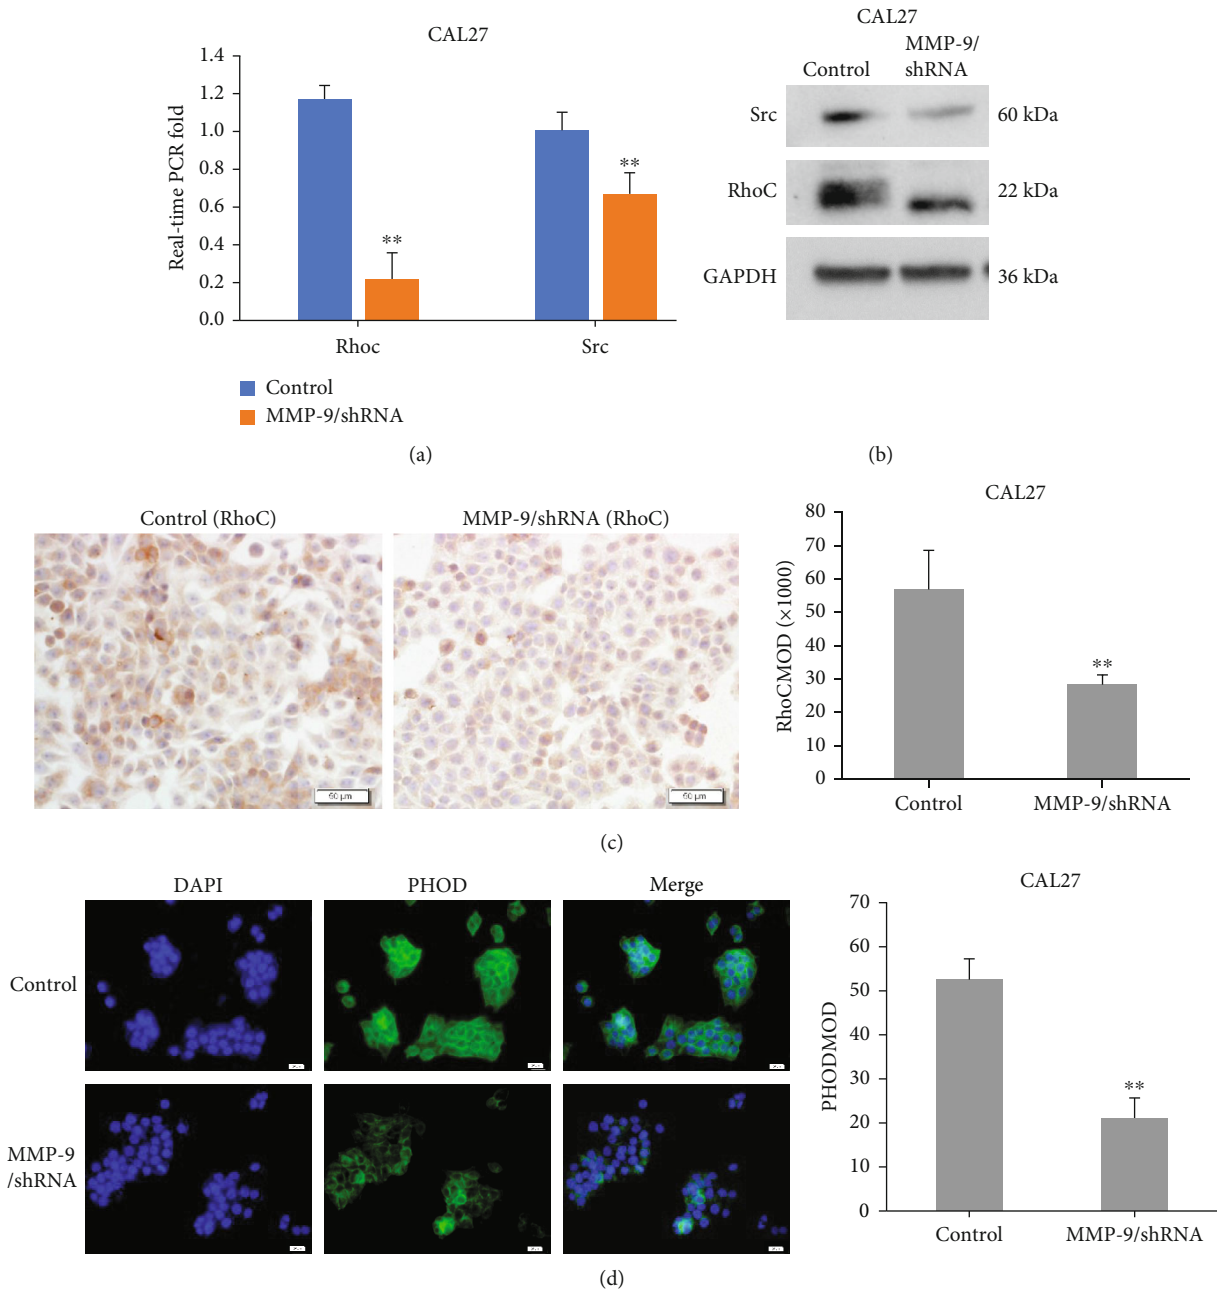 CAL27
1.4
1.2
1.0
0.8
0.6
0.4
0.2
0.0
Real-time PCR fold
**
**
Rhoc Src
Control
MMP-9/shRNA
(a)
CAL27
Control MMP-9/
shRNA
Src 60 kDa
RhoC 22 kDa
GAPDH 36 kDa
(b)
Control (RhoC) MMP-9/shRNA (RhoC)
50 μm 50 μm
CAL27
80
70
60
50
40
30
20
10
0
RhoCMOD (×1000)
**
Control MMP-9/shRNA
(c)
DAPI PHOD Merge
Control
MMP-9
/shRNA
CAL27
70
60
50
40
30
20
10
0
PHODMOD
**
Control MMP-9/shRNA
(d)